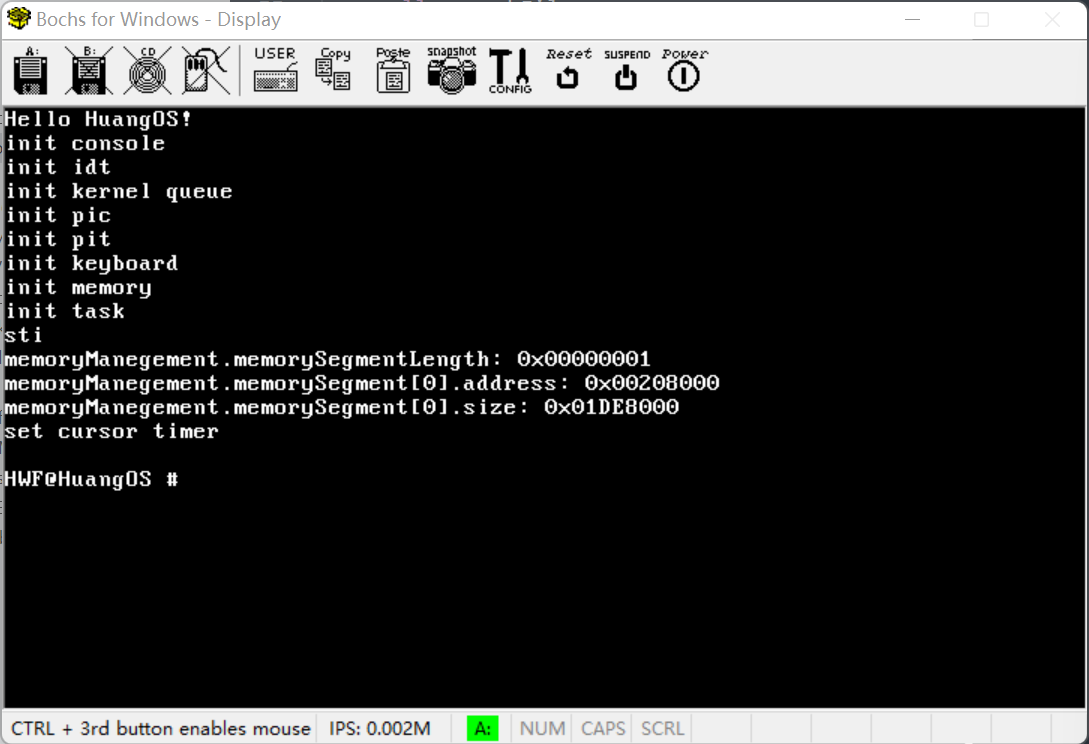 Bochs for Windows - Display
A: B: CD USER Copy Paste snapshot CONFIG Reset SUSPEND Power
Hello HuangOS!
init console
init idt
init kernel queue
init pic
init pit
init keyboard
init memory
init task
sti
memoryManegement.memorySegmentLength: 0x00000001
memoryManegement.memorySegment[0].address: 0x00208000
memoryManegement.memorySegment[0].size: 0x01DE8000
set cursor timer
HWF@HuangOS #
CTRL + 3rd button enables mouse IPS: 0.002M A: NUM CAPS SCRL